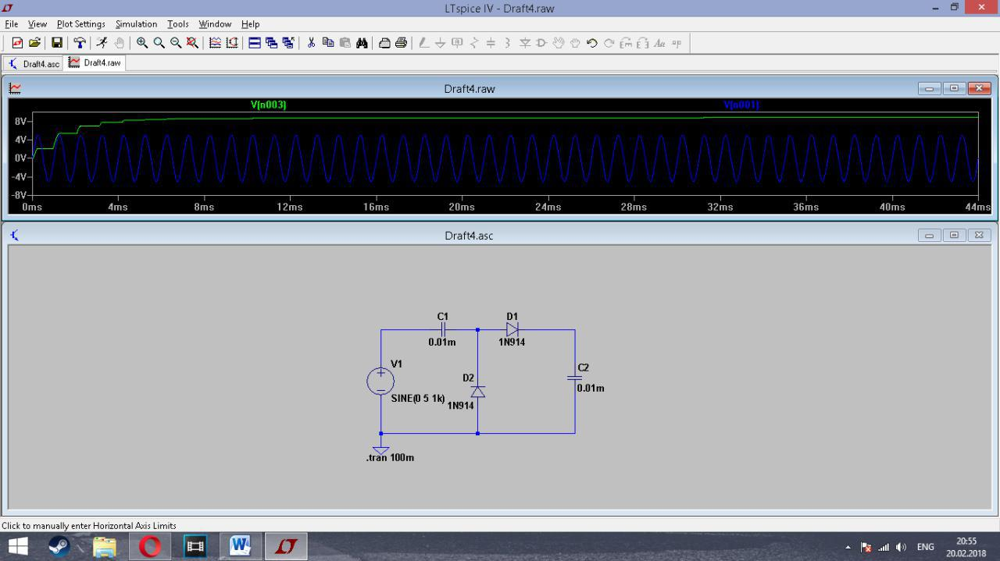 LTspice IV - Draft4.raw
File View Plot Settings Simulation Tools Window Help
Draft4.asc Draft4.raw
Draft4.raw
V(n003) V(n001)
8V
4V
0V
-4V
-8V
0ms 4ms 8ms 12ms 16ms 20ms 24ms 28ms 32ms 36ms 40ms 44ms
Draft4.asc
C1 D1
0.01m 1N914
V1 C2
D2 0.01m
SINE(0 5 1k) 1N914
.tran 100m
Click to manually enter Horizontal Axis Limits
ENG 20:55
20.02.2018